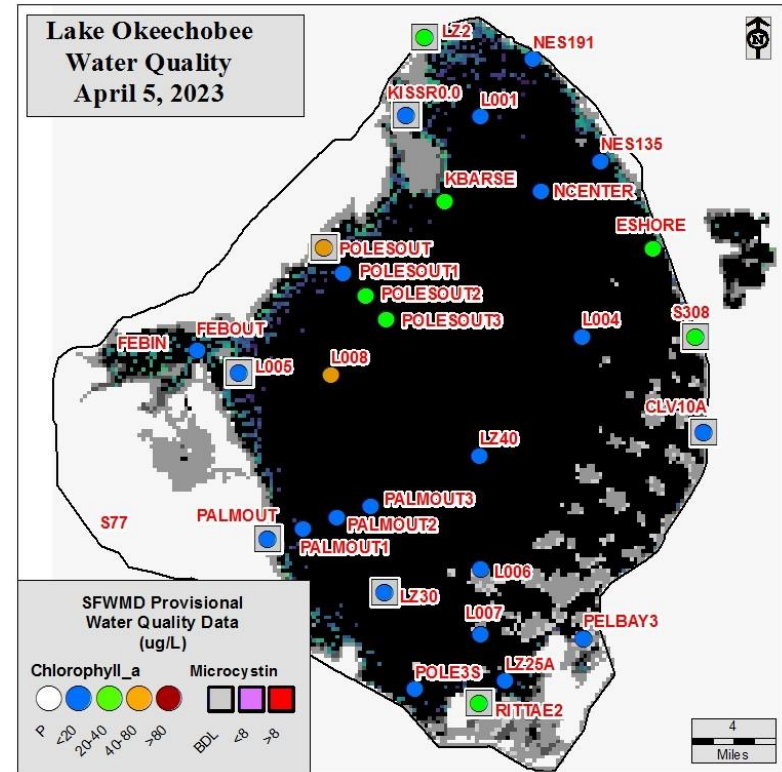 Lake Okeechobee
Water Quality
April 5, 2023
N
LZ2
NES191
KISSR0.0
L001
NES135
KBARSE
NCENTER
ESHORE
POLESOUT
POLESOUT1
POLESOUT2
POLESOUT3
S308
L004
FEBIN
FEBOUT
L005
L008
CLV10A
LZ40
S77
PALMOUT
PALMOUT3
PALMOUT2
PALMOUT1
L006
LZ30
L007
PELBAY3
POLE3S
LZ25A
RITTAE2
SFWMD Provisional
Water Quality Data
(ug/L)
Chlorophyll_a Microcystin
P <20 20-40 40-80 >80 BDL <8 >8
4
Miles